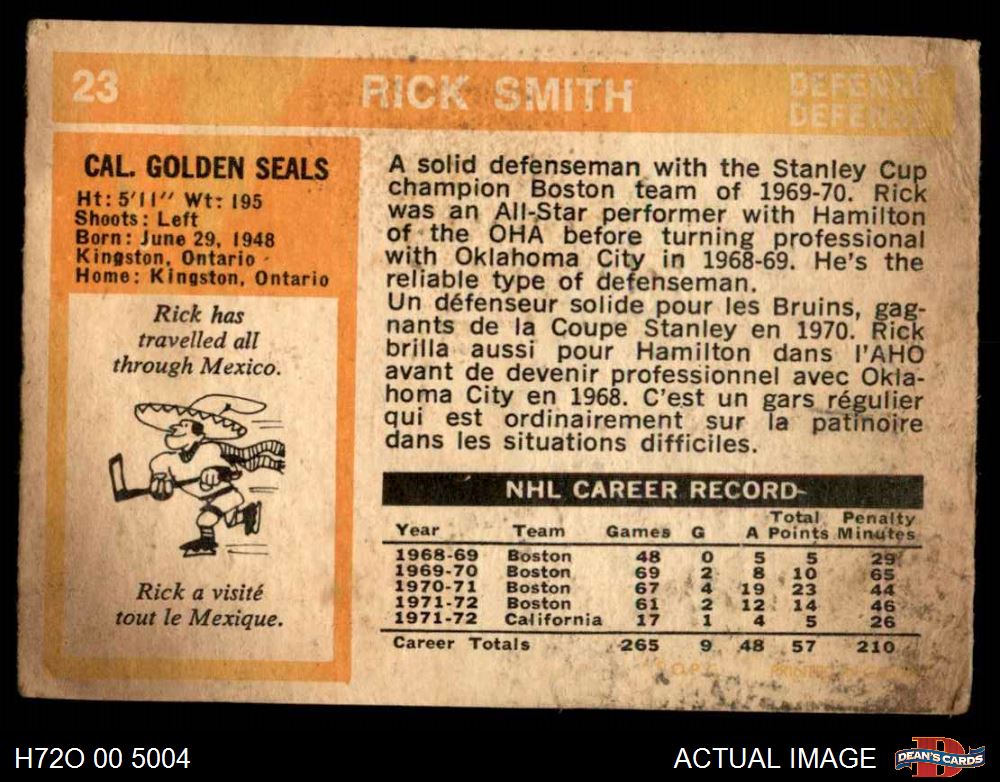 23
RICK SMITH
DEFENSE
DEFENSE
CAL. GOLDEN SEALS
Ht: 5'11" Wt: 195
Shoots: Left
Born: June 29, 1948
Kingston, Ontario
Home: Kingston, Ontario
Rick has
travelled all
through Mexico.
Rick a visité
tout le Mexique.
A solid defenseman with the Stanley Cup
champion Boston team of 1969-70. Rick
was an All-Star performer with Hamilton
of the OHA before turning professional
with Oklahoma City in 1968-69. He's the
reliable type of defenseman.
Un défenseur solide pour les Bruins, gag-
nants de la Coupe Stanley en 1970. Rick
brilla aussi pour Hamilton dans l'AHO
avant de devenir professionnel avec Okla-
homa City en 1968. C'est un gars régulier
qui est ordinairement sur la patinoire
dans les situations difficiles.
NHL CAREER RECORD
Year Team Games G A Total Points Penalty Minutes
1968-69 Boston 48 0 5 5 29
1969-70 Boston 69 2 8 10 65
1970-71 Boston 67 4 19 23 44
1971-72 Boston 61 2 12 14 46
1971-72 California 17 1 4 5 26
Career Totals 265 9 48 57 210
H72O 00 5004
ACTUAL IMAGE
D
DEAN'S CARDS